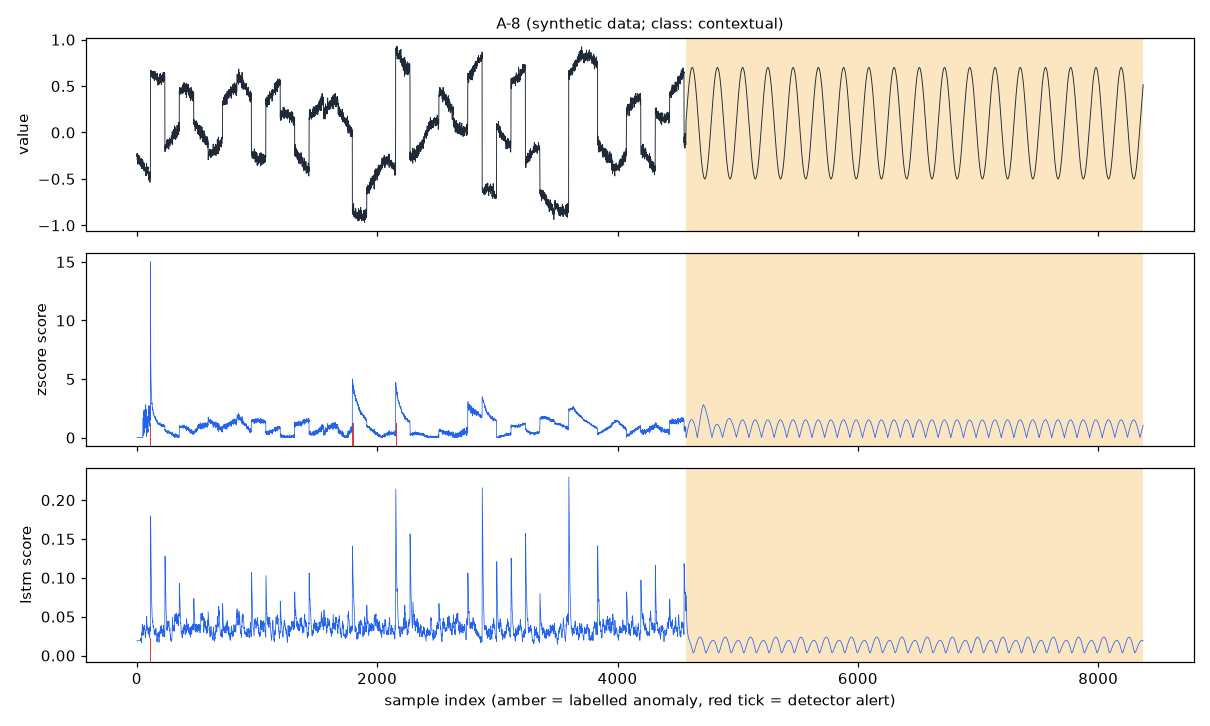 A-8 (synthetic data; class: contextual)
1.0
0.5
0.0
−0.5
−1.0
value
15
10
5
0
zscore score
0.20
0.15
0.10
0.05
0.00
lstm score
0 2000 4000 6000 8000
sample index (amber = labelled anomaly, red tick = detector alert)